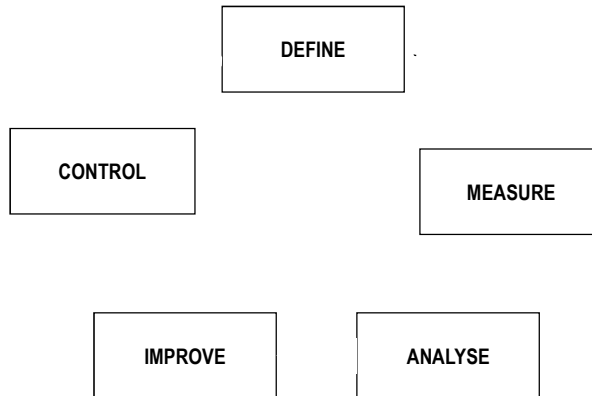 DEFINE
CONTROL
MEASURE
IMPROVE
ANALYSE